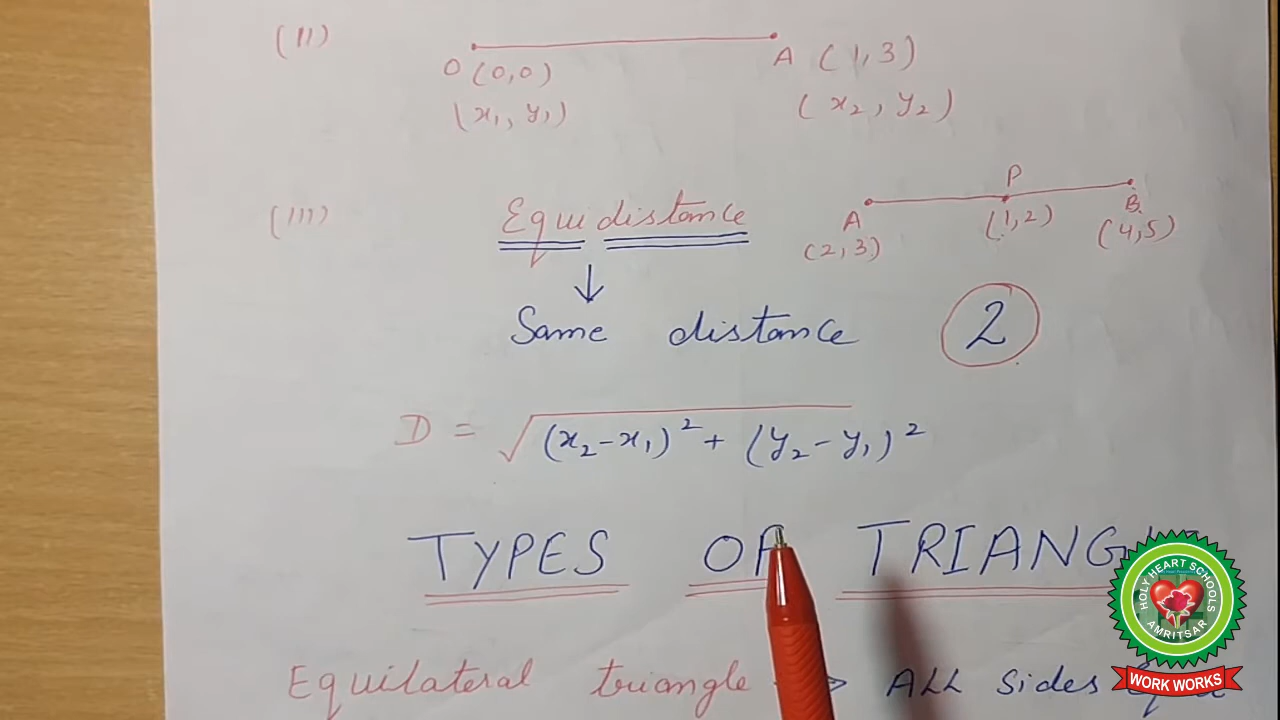 (II)
O (0,0) A (1,3)
(x₁, y₁) (x₂, y₂)
(III) Equidistance
A P B
(2,3) (1,2) (4,5)
↓
Same distance 2
D = √(x₂-x₁)² + (y₂-y₁)²
TYPES OF
Equilateral triangle → ALL Sides
HOLY HEART SCHOOLS
AMRITSAR
WORK WORKS